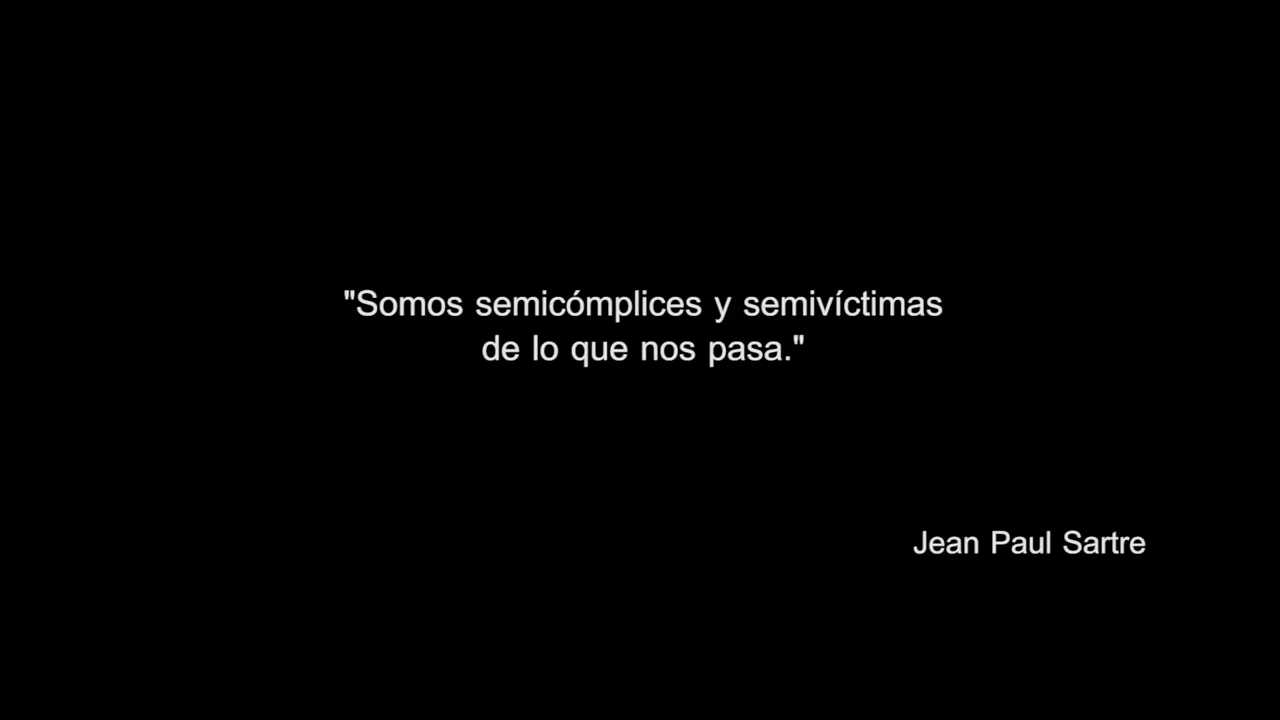 "Somos semicómplices y semivíctimas
de lo que nos pasa."
Jean Paul Sartre